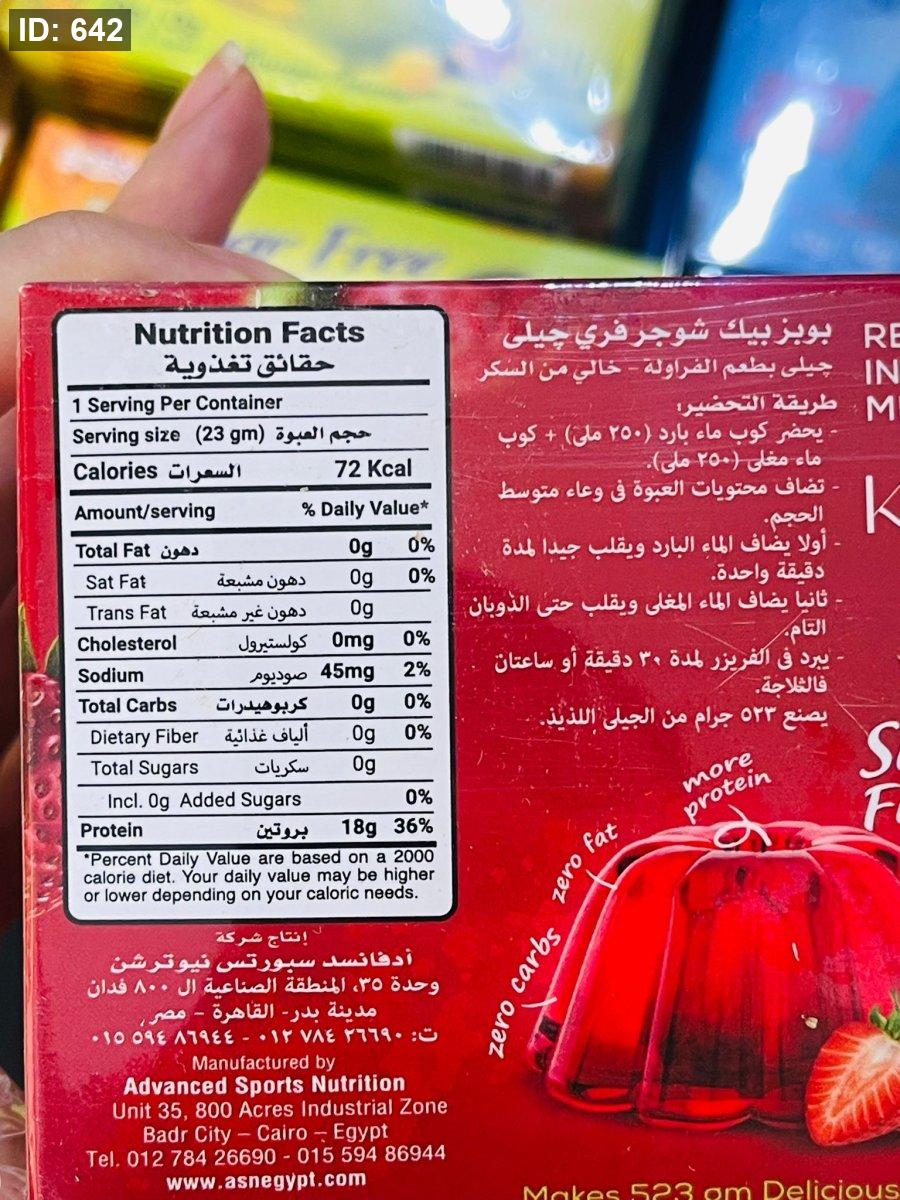 ID: 642
Nutrition Facts
حقائق تغذوية
1 Serving Per Container
Serving size (23 gm) حجم العبوة
Calories السعرات 72 Kcal
Amount/serving % Daily Value*
Total Fat دهون 0g 0%
Sat Fat دهون مشبعة 0g 0%
Trans Fat دهون غير مشبعة 0g
Cholesterol كولستيرول 0mg 0%
Sodium صوديوم 45mg 2%
Total Carbs كربوهيدرات 0g 0%
Dietary Fiber ألياف غذائية 0g 0%
Total Sugars سكريات 0g
Incl. 0g Added Sugars 0%
Protein بروتين 18g 36%
*Percent Daily Value are based on a 2000
calorie diet. Your daily value may be higher
or lower depending on your caloric needs.
إنتاج شركة
أدفانسد سبورتس نيوترشن
وحدة ٣٥، المنطقة الصناعية ال ٨٠٠ فدان
مدينة بدر- القاهرة - مصر
ت: ٠١٢ ٧٨٤ ٢٦٦٩٠ - ٠١٥ ٥٩٤ ٨٦٩٤٤
Manufactured by
Advanced Sports Nutrition
Unit 35, 800 Acres Industrial Zone
Badr City – Cairo – Egypt
Tel. 012 784 26690 - 015 594 86944
www.asnegypt.com
بوبز بيك شوجر فري چيلى
چيلى بطعم الفراولة - خالي من السكر
طريقة التحضير:
- يحضر كوب ماء بارد (٢٥٠ ملى) + كوب
ماء مغلى (٢٥٠ ملى).
- تضاف محتويات العبوة فى وعاء متوسط
الحجم.
- أولا يضاف الماء البارد ويقلب جيدا لمدة
دقيقة واحدة.
- ثانيا يضاف الماء المغلى ويقلب حتى الذوبان
التام.
- يبرد فى الفريزر لمدة ٣٠ دقيقة أو ساعتان
فالثلاجة.
يصنع ٥٢٣ جرام من الجيلى اللذيذ.
more
protein
zero fat
zero carbs
Makes 523 gm Delicious
RE
IN
M
K
S
F
Free